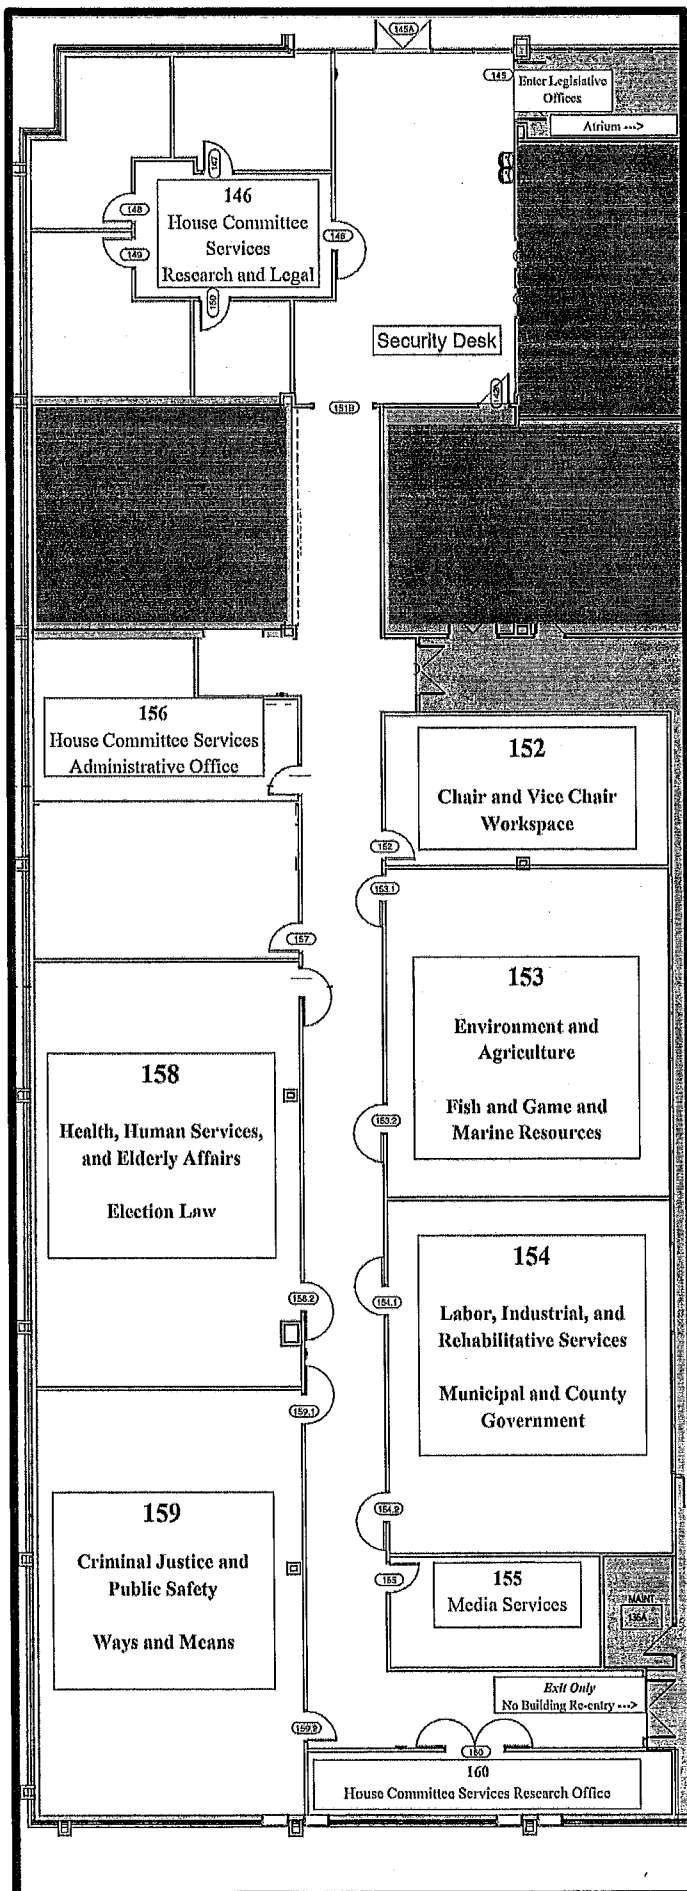 145A
145
Enter Legislative
Offices
Atrium --->
147
146
House Committee
Services
Research and Legal
148
149
146
150
Security Desk
151B
156
House Committee Services
Administrative Office
152
Chair and Vice Chair
Workspace
152
153.1
157
153
Environment and
Agriculture
Fish and Game and
Marine Resources
153.2
158
Health, Human Services,
and Elderly Affairs
Election Law
158.2
154
Labor, Industrial, and
Rehabilitative Services
Municipal and County
Government
154.1
159.1
154.2
159
Criminal Justice and
Public Safety
Ways and Means
155
155
Media Services
MAINT
135A
Exit Only
No Building Re-entry --->
159.2
160
160
House Committee Services Research Office